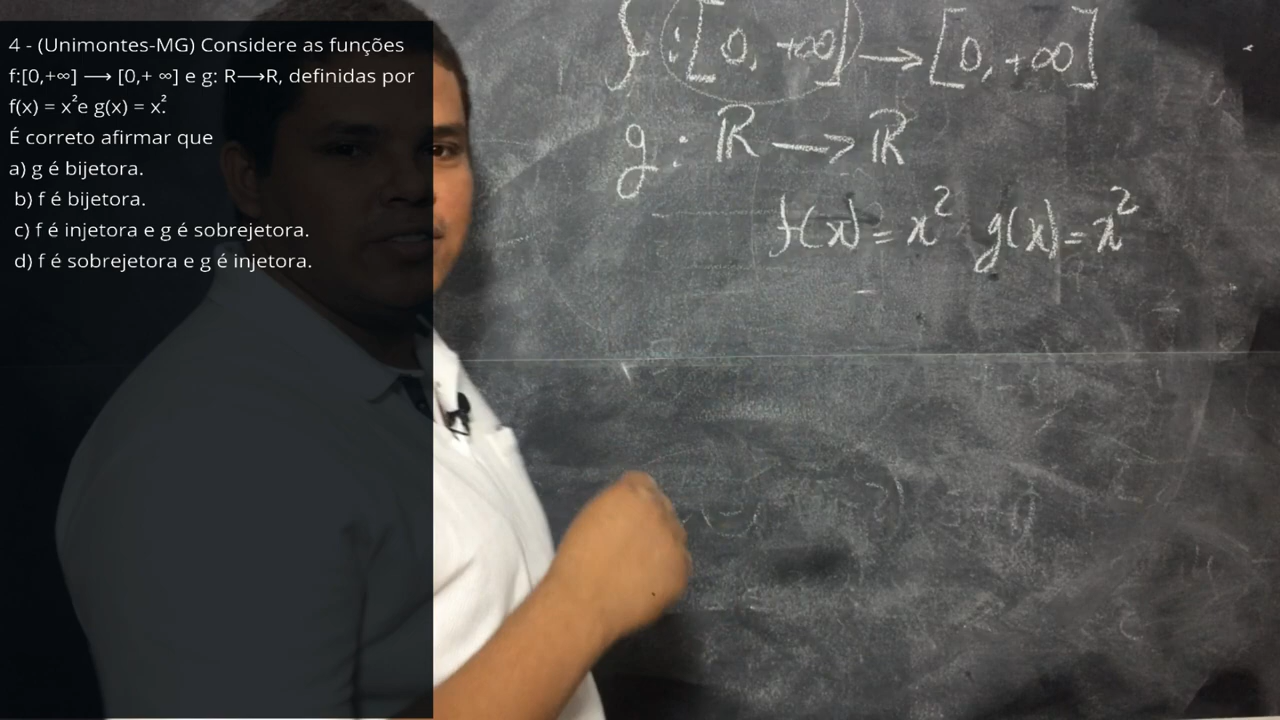 4 - (Unimontes-MG) Considere as funções
f:[0,+∞] ⟶ [0,+ ∞] e g: R⟶R, definidas por
f(x) = x² e g(x) = x².
É correto afirmar que
a) g é bijetora.
b) f é bijetora.
c) f é injetora e g é sobrejetora.
d) f é sobrejetora e g é injetora.
f : [0, +∞] → [0, +∞]
g : ℝ → ℝ
f(x) = x² g(x) = x²